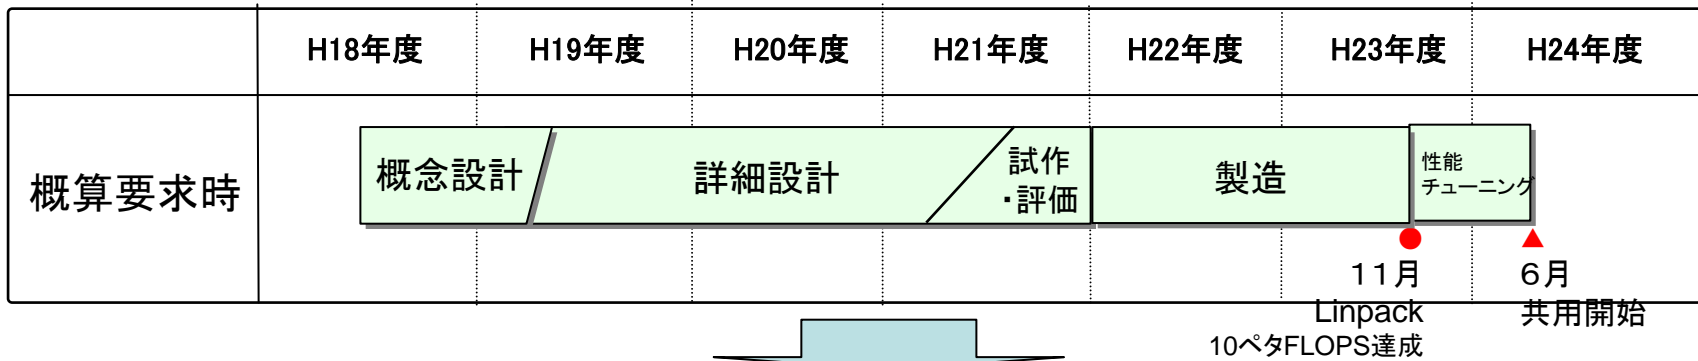 H18年度 H19年度 H20年度 H21年度 H22年度 H23年度 H24年度
概算要求時
概念設計
詳細設計
試作
・評価
製造
性能
チューニング
11月
Linpack
10ペタFLOPS達成
6月
共用開始